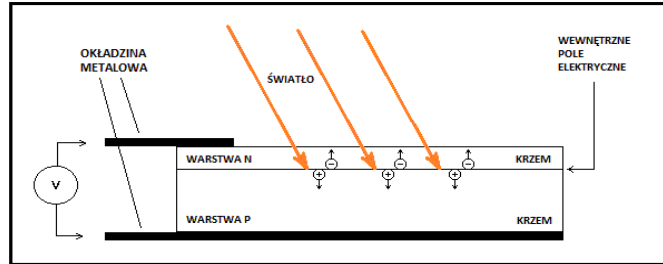 OKŁADZINA
METALOWA
ŚWIATŁO
WEWNĘTRZNE
POLE
ELEKTRYCZNE
WARSTWA N
KRZEM
V
WARSTWA P
KRZEM